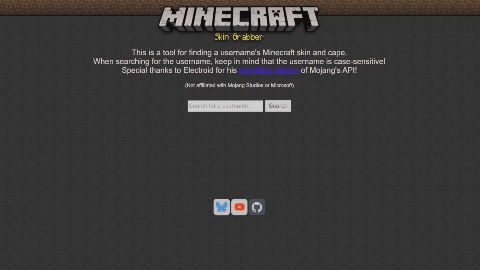 MINECRAFT
Skin Grabber
This is a tool for finding a username's Minecraft skin and cape.
When searching for the username, keep in mind that the username is case-sensitive!
Special thanks to Electroid for his of Mojang's API!
(Not affiliated with Mojang Studios or Microsoft)
Search for a username Search